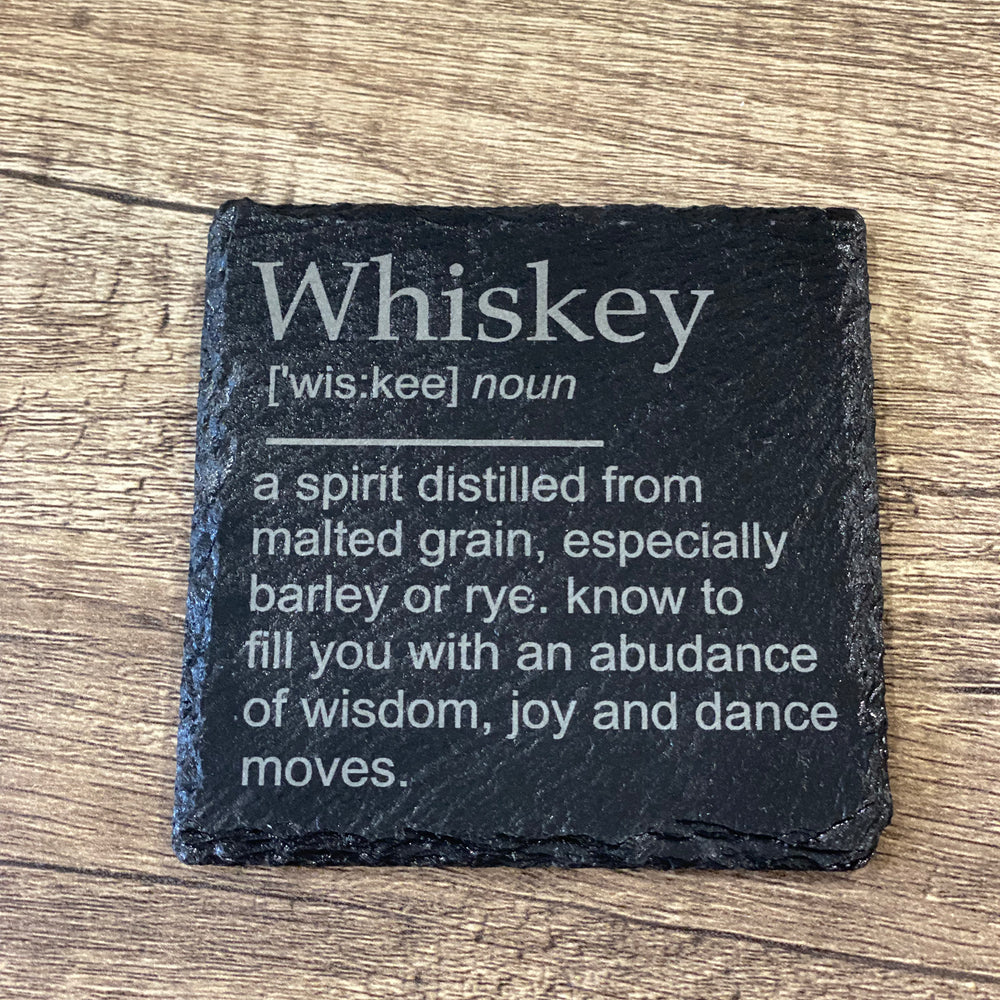 Whiskey
['wis:kee] noun
a spirit distilled from
malted grain, especially
barley or rye. know to
fill you with an abudance
of wisdom, joy and dance
moves.